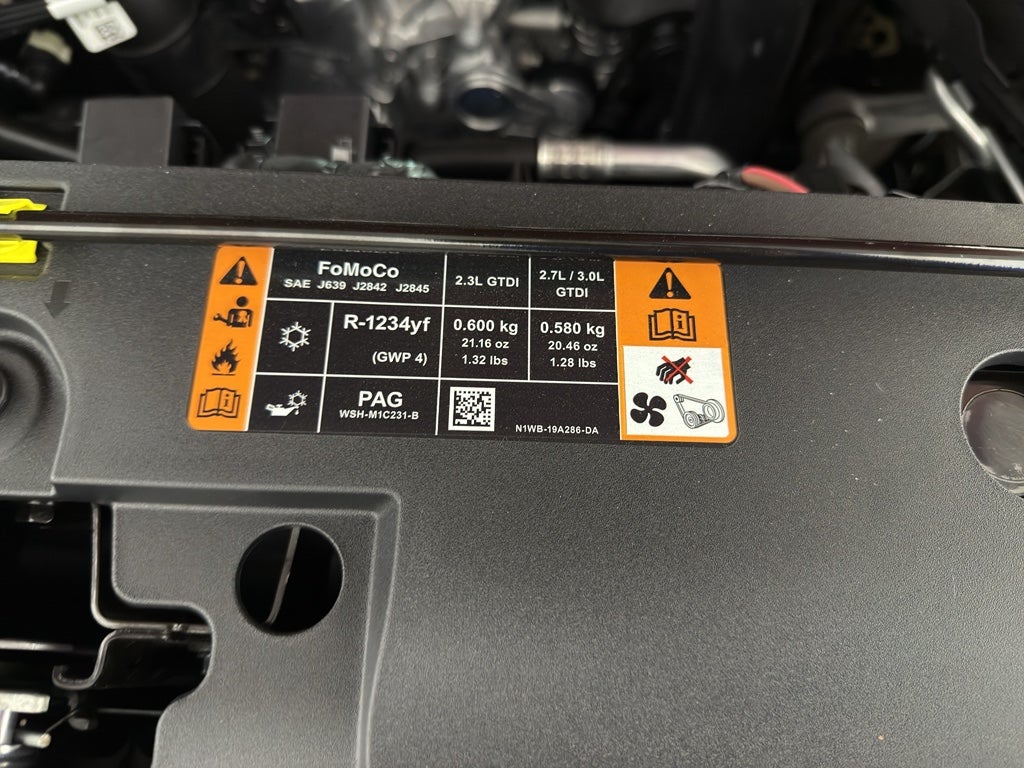 FoMoCo
SAE J639 J2842 J2845
2.3L GTDI
2.7L / 3.0L
GTDI
R-1234yf
(GWP 4)
0.600 kg
21.16 oz
1.32 lbs
0.580 kg
20.46 oz
1.28 lbs
PAG
WSH-M1C231-B
N1WB-19A286-DA